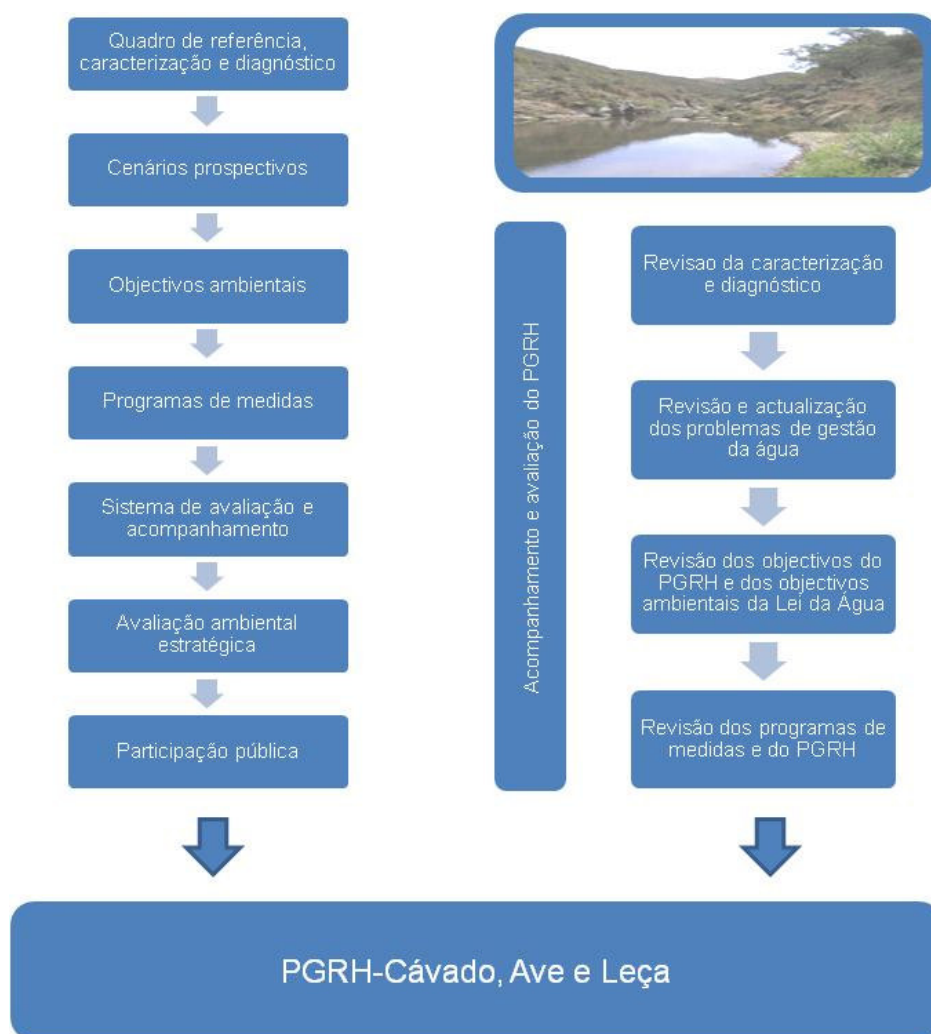 Quadro de referência,
caracterização e diagnóstico
Cenários prospectivos
Objectivos ambientais
Programas de medidas
Sistema de avaliação e
acompanhamento
Avaliação ambiental
estratégica
Participação pública
Acompanhamento e avaliação do PGRH
Revisao da caracterização
e diagnóstico
Revisão e actualização
dos problemas de gestão
da água
Revisão dos objectivos do
PGRH e dos objectivos
ambientais da Lei da Água
Revisão dos programas de
medidas e do PGRH
PGRH-Cávado, Ave e Leça